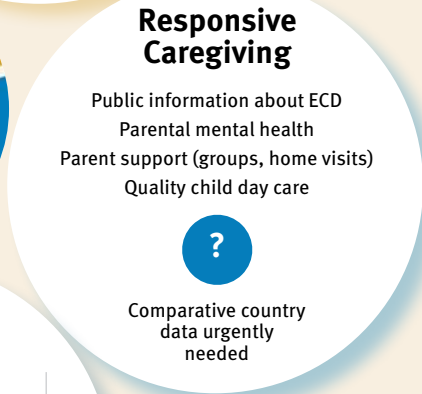 Responsive
Caregiving
Public information about ECD
Parental mental health
Parent support (groups, home visits)
Quality child day care
?
Comparative country
data urgently
needed